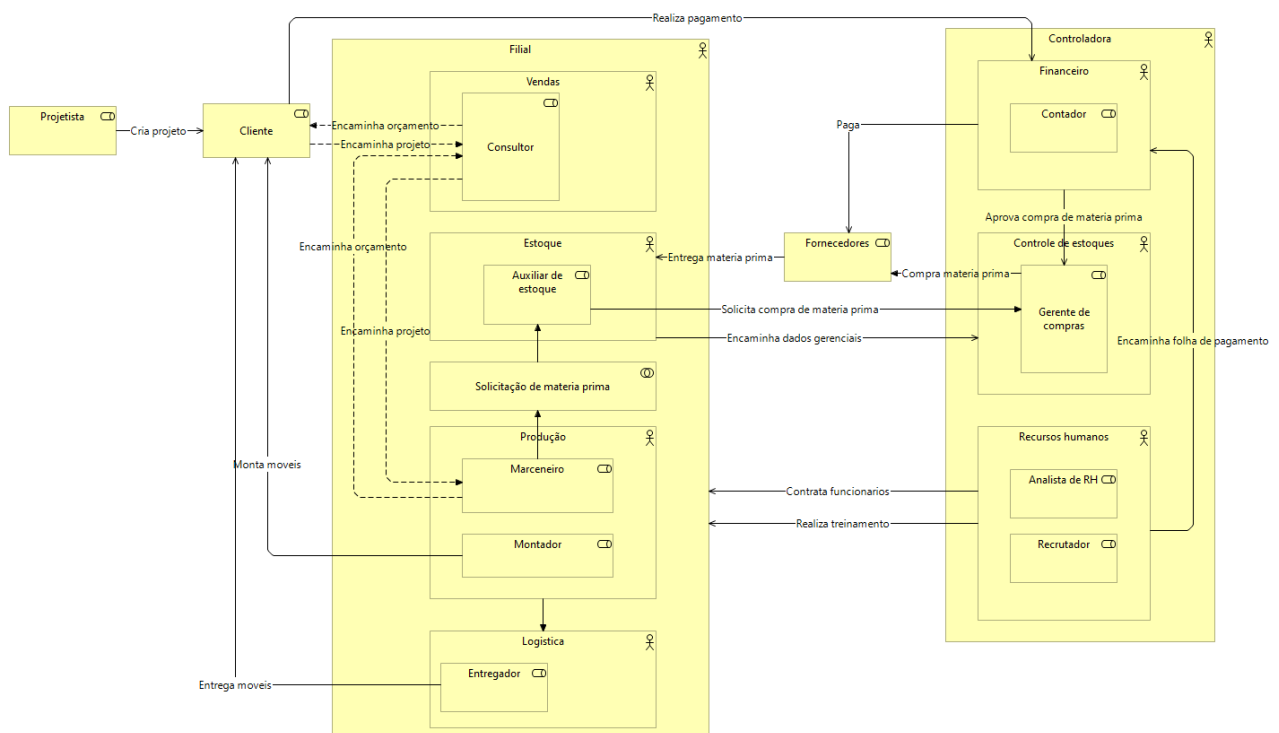 Realiza pagamento
Filial
Controladora
Vendas
Financeiro
Projetista
Cria projeto
Cliente
Encaminha orçamento
Encaminha projeto
Consultor
Paga
Contador
Encaminha orçamento
Aprova compra de materia prima
Estoque
Fornecedores
Controle de estoques
Entrega materia prima
Compra materia prima
Auxiliar de
estoque
Solicita compra de materia prima
Gerente de
compras
Encaminha projeto
Encaminha dados gerenciais
Encaminha folha de pagamento
Solicitação de materia prima
Produção
Recursos humanos
Monta moveis
Marceneiro
Analista de RH
Contrata funcionarios
Realiza treinamento
Montador
Recrutador
Logistica
Entregador
Entrega moveis